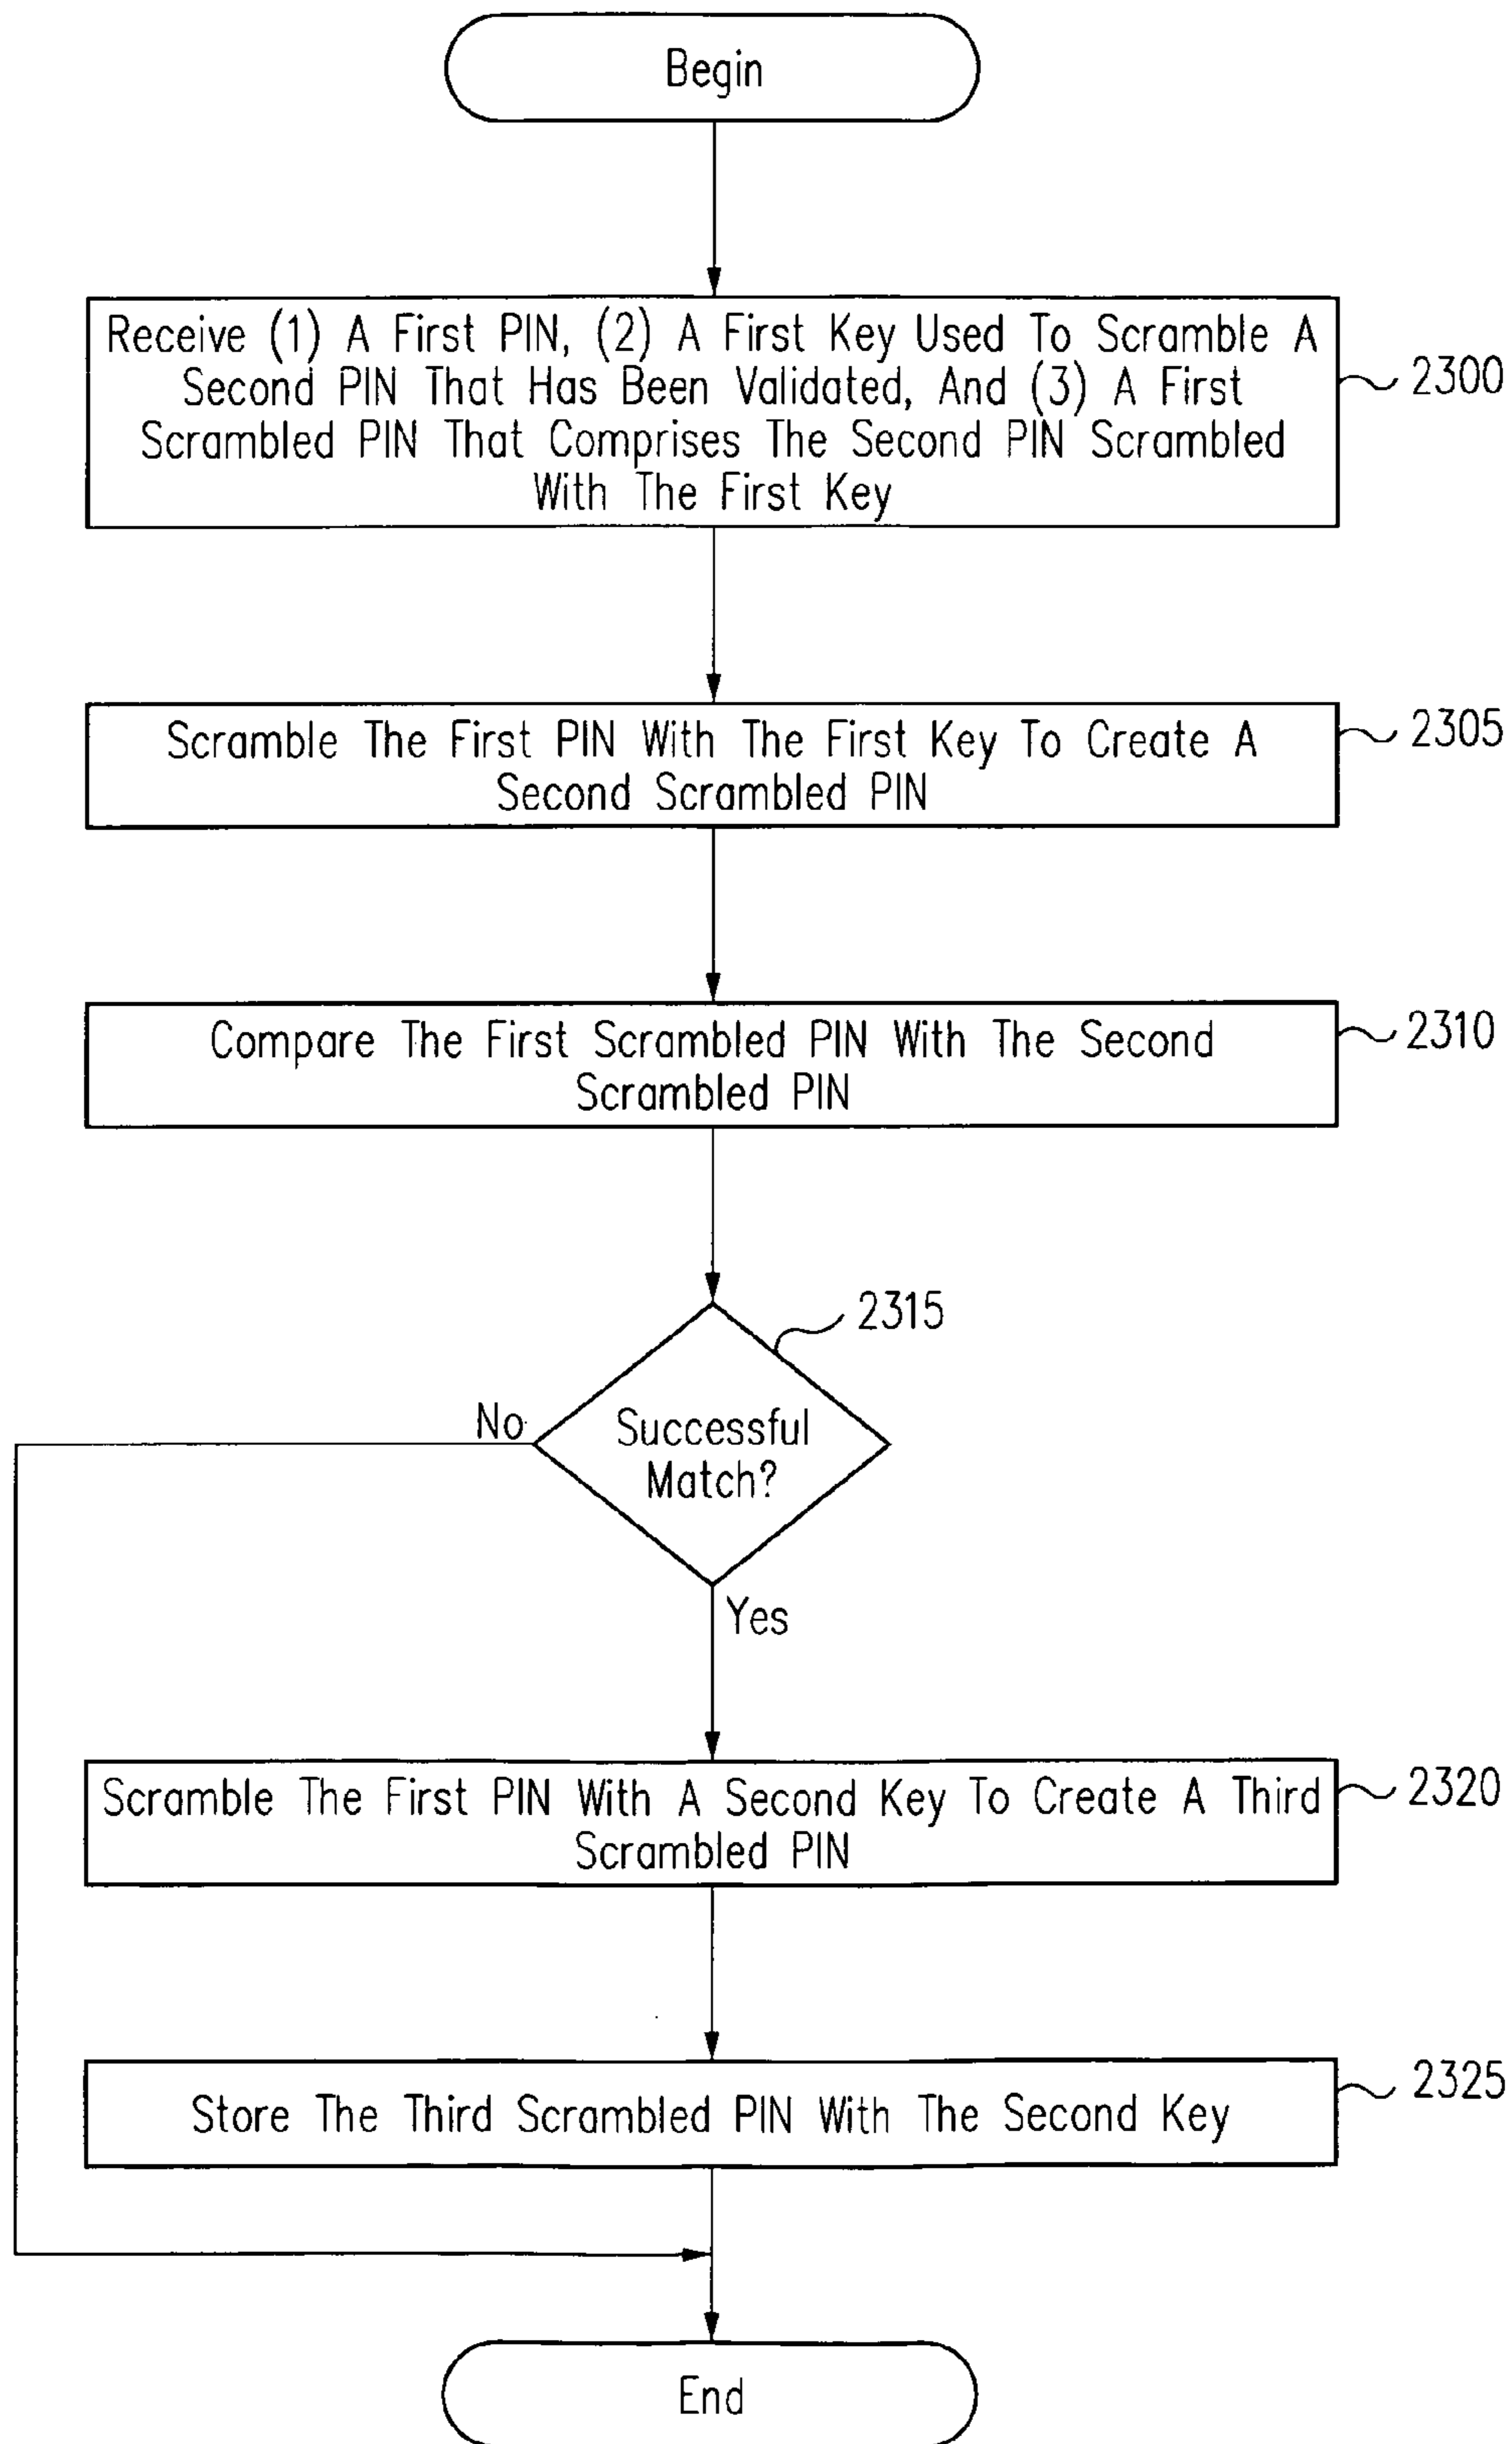 Begin
Receive (1) A First PIN, (2) A First Key Used To Scramble A
Second PIN That Has Been Validated, And (3) A First
Scrambled PIN That Comprises The Second PIN Scrambled
With The First Key
2300
Scramble The First PIN With The First Key To Create A
Second Scrambled PIN
2305
Compare The First Scrambled PIN With The Second
Scrambled PIN
2310
2315
No
Successful
Match?
Yes
Scramble The First PIN With A Second Key To Create A Third
Scrambled PIN
2320
Store The Third Scrambled PIN With The Second Key
2325
End